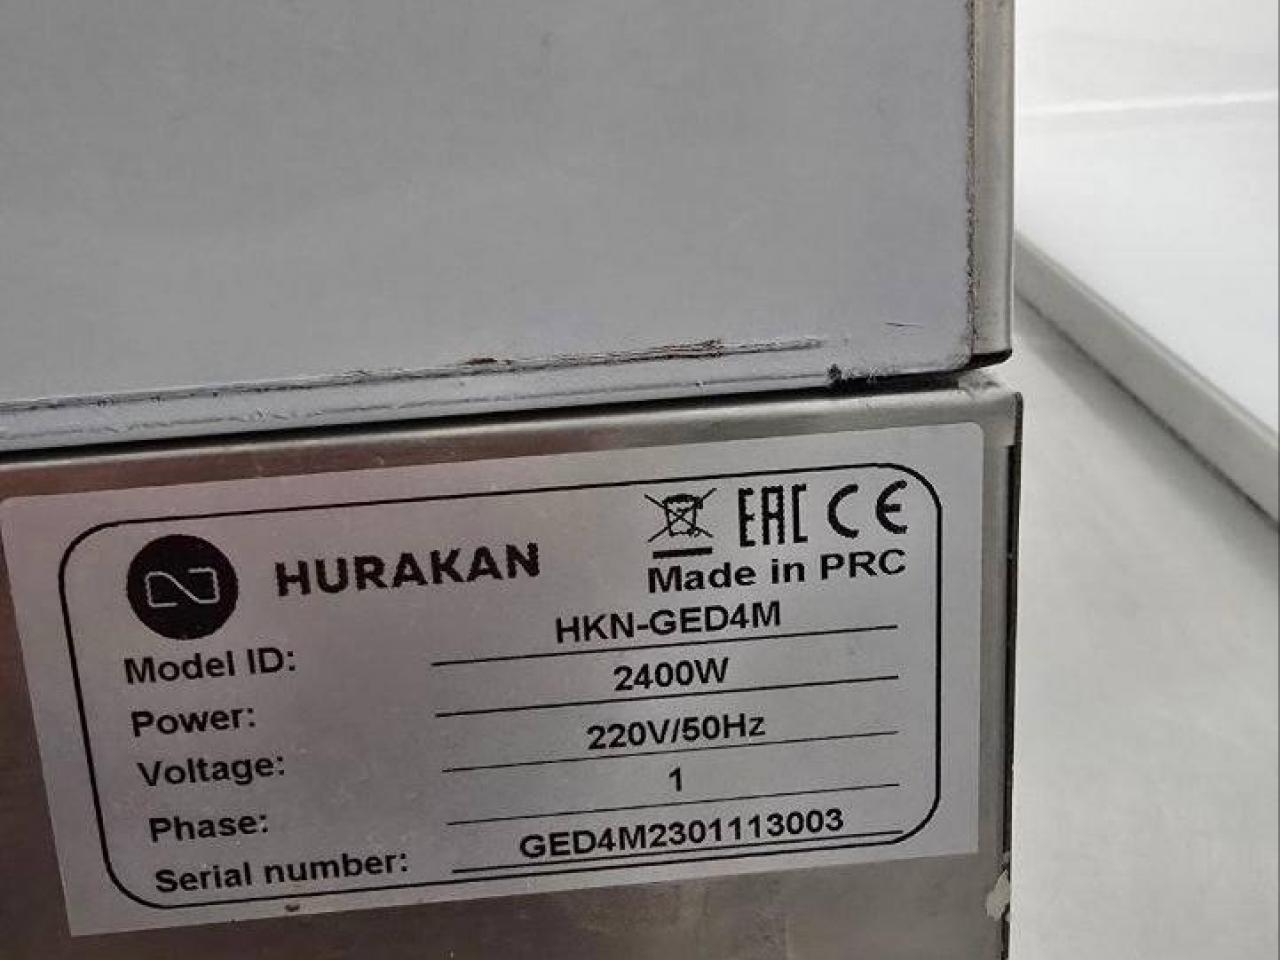 HURAKAN
EAC CE
Made in PRC
Model ID: HKN-GED4M
Power: 2400W
Voltage: 220V/50Hz
Phase: 1
Serial number: GED4M2301113003